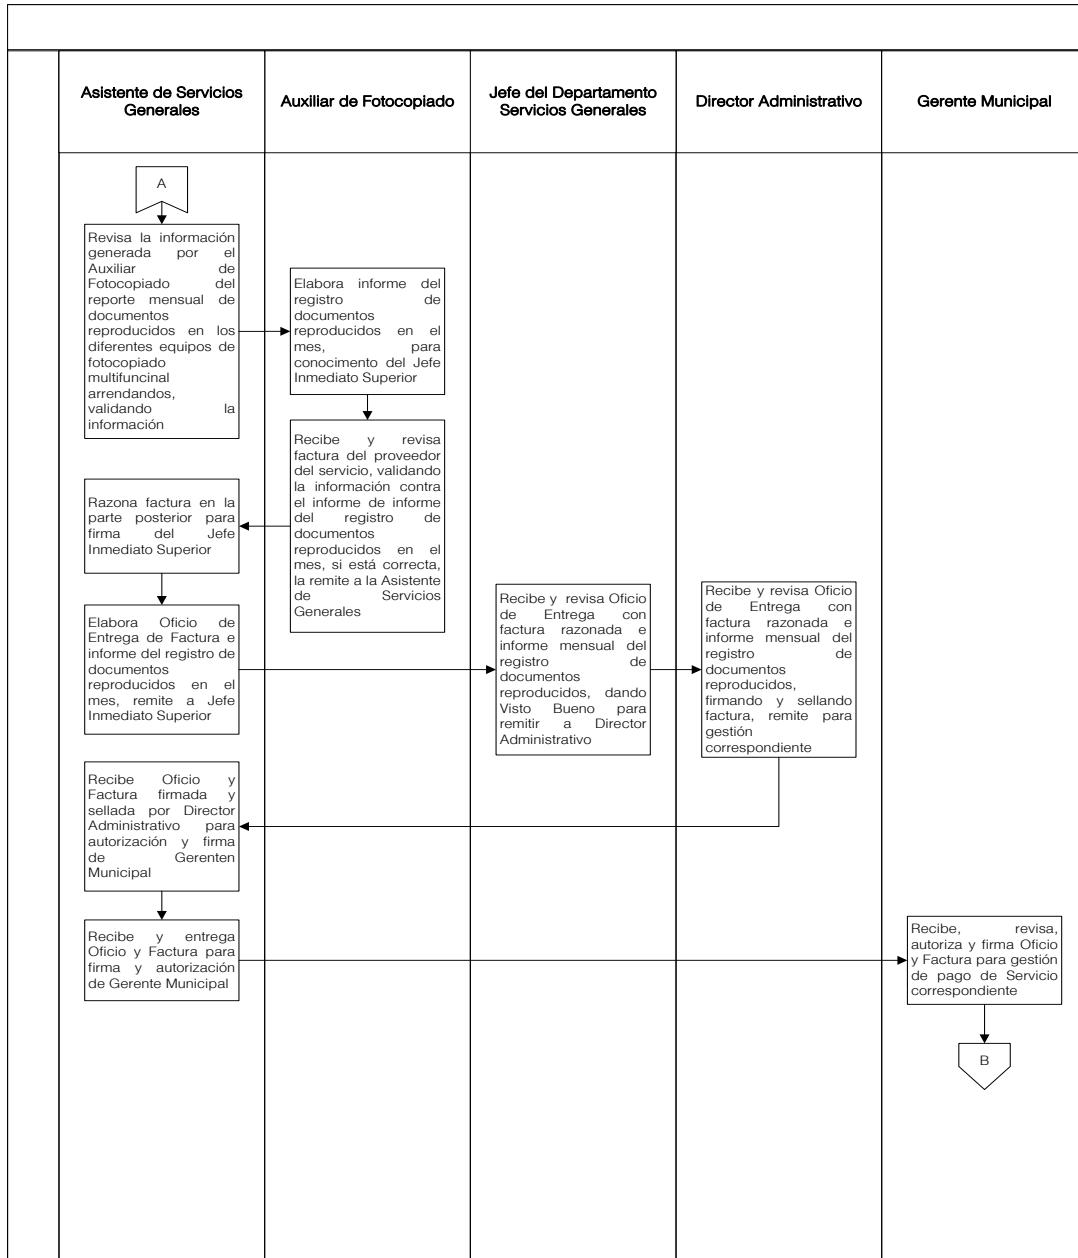 Asistente de Servicios
Generales
Auxiliar de Fotocopiado
Jefe del Departamento
Servicios Generales
Director Administrativo
Gerente Municipal
A
Revisa la información
generada por el
Auxiliar de
Fotocopiado del
reporte mensual de
documentos
reproducidos en los
diferentes equipos de
fotocopiado
multifuncinal
arrendandos,
validando la
información
Elabora informe del
registro de
documentos
reproducidos en el
mes, para
conocimento del Jefe
Inmediato Superior
Recibe y revisa
factura del proveedor
del servicio, validando
la información contra
el informe de informe
del registro de
documentos
reproducidos en el
mes, si está correcta,
la remite a la Asistente
de Servicios
Generales
Razona factura en la
parte posterior para
firma del Jefe
Inmediato Superior
Elabora Oficio de
Entrega de Factura e
informe del registro de
documentos
reproducidos en el
mes, remite a Jefe
Inmediato Superior
Recibe y revisa Oficio
de Entrega con
factura razonada e
informe mensual del
registro de
documentos
reproducidos, dando
Visto Bueno para
remitir a Director
Administrativo
Recibe y revisa Oficio
de Entrega con
factura razonada e
informe mensual del
registro de
documentos
reproducidos,
firmando y sellando
factura, remite para
gestión
correspondiente
Recibe Oficio y
Factura firmada y
sellada por Director
Administrativo para
autorización y firma
de Gerenten
Municipal
Recibe y entrega
Oficio y Factura para
firma y autorización
de Gerente Municipal
Recibe, revisa,
autoriza y firma Oficio
y Factura para gestión
de pago de Servicio
correspondiente
B